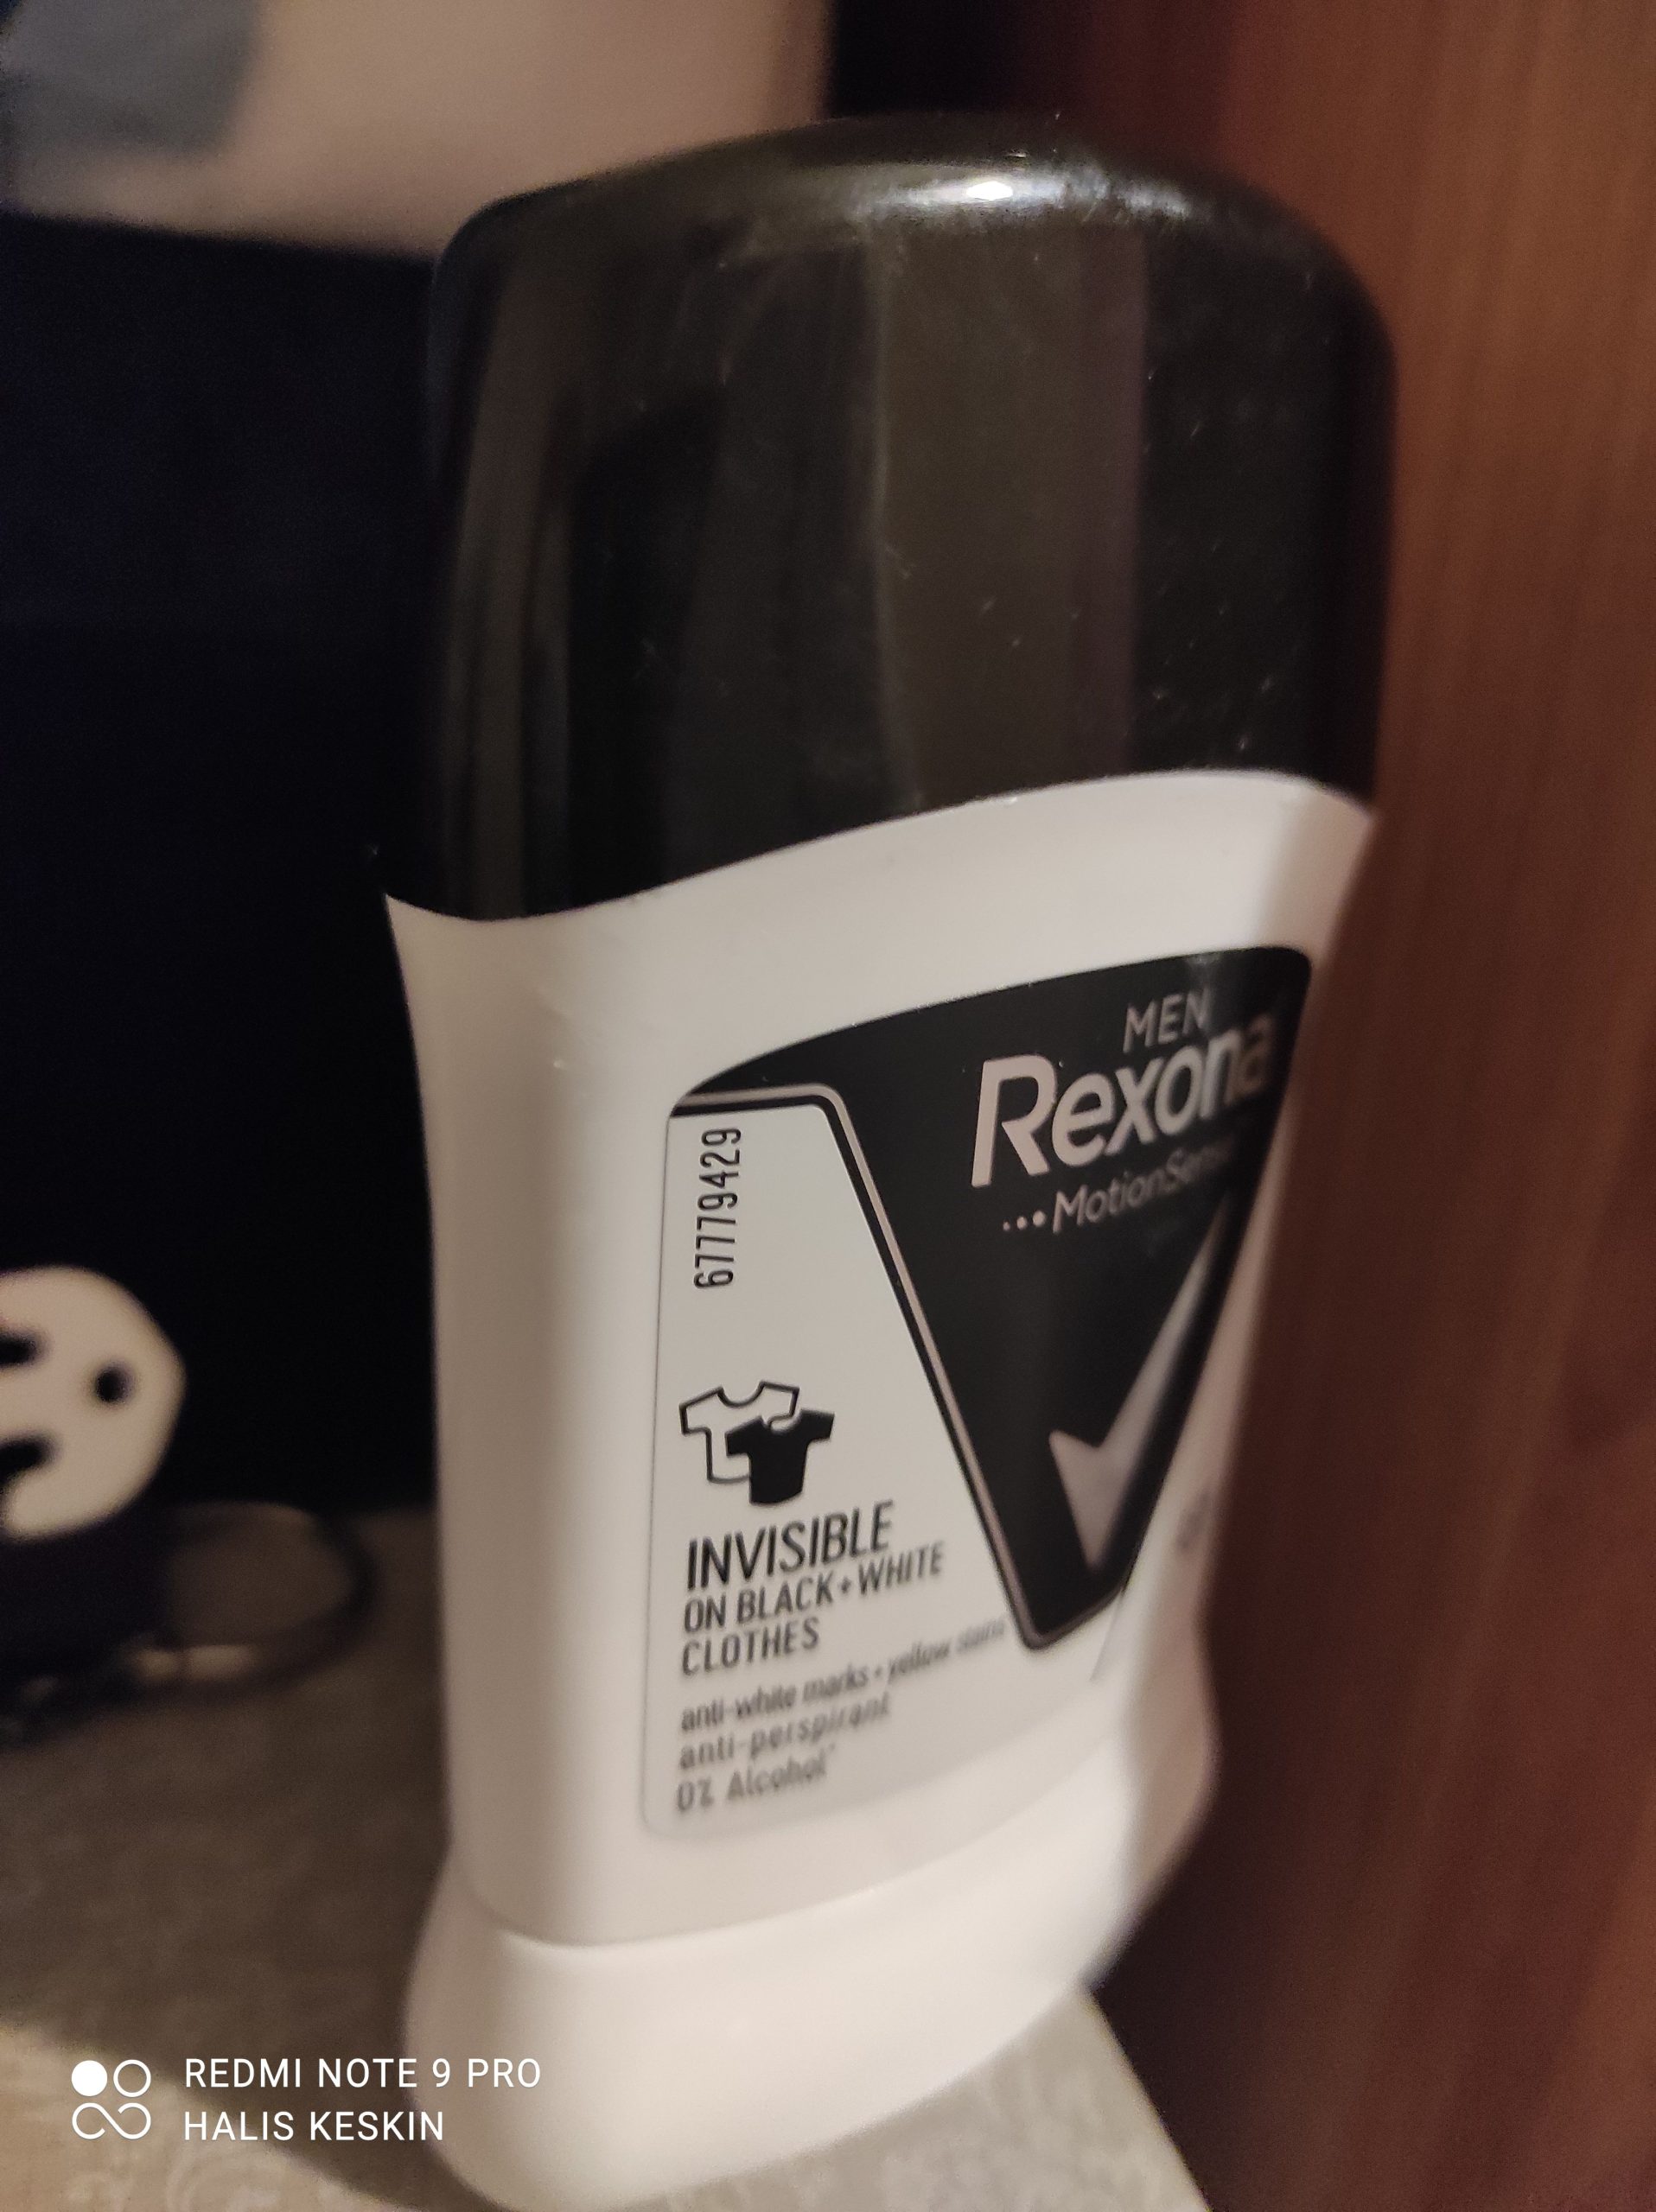 MEN
Rexona
...MotionSense
67779429
INVISIBLE
ON BLACK+WHITE
CLOTHES
anti-white marks • yellow stains
anti-perspirant
0% Alcohol*
REDMI NOTE 9 PRO
HALIS KESKIN